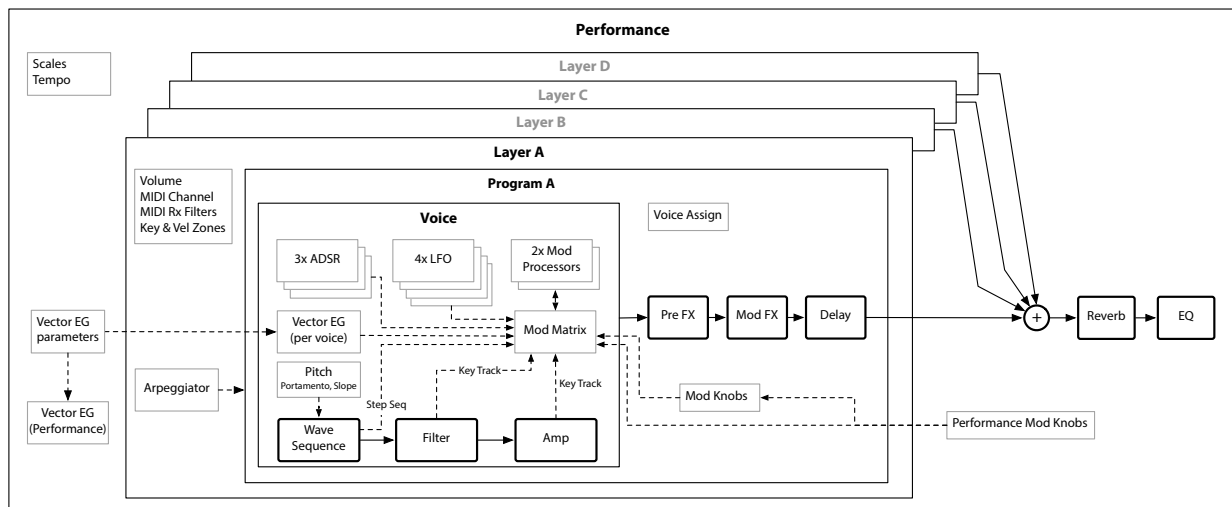 Performance
Scales
Tempo
Layer D
Layer C
Layer B
Layer A
Volume
MIDI Channel
MIDI Rx Filters
Key & Vel Zones
Program A
Voice
Voice Assign
3x ADSR
4x LFO
2x Mod
Processors
Vector EG
parameters
Vector EG
(per voice)
Mod Matrix
Pre FX
Mod FX
Delay
+
Reverb
EQ
Arpeggiator
Pitch
Portamento, Slope
Key Track
Key Track
Step Seq
Mod Knobs
Vector EG
(Performance)
Wave
Sequence
Filter
Amp
Performance Mod Knobs